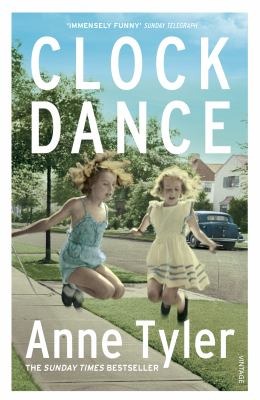 'IMMENSELY FUNNY' SUNDAY TELEGRAPH
CLOCK
DANCE
Anne Tyler
THE SUNDAY TIMES BESTSELLER
VINTAGE